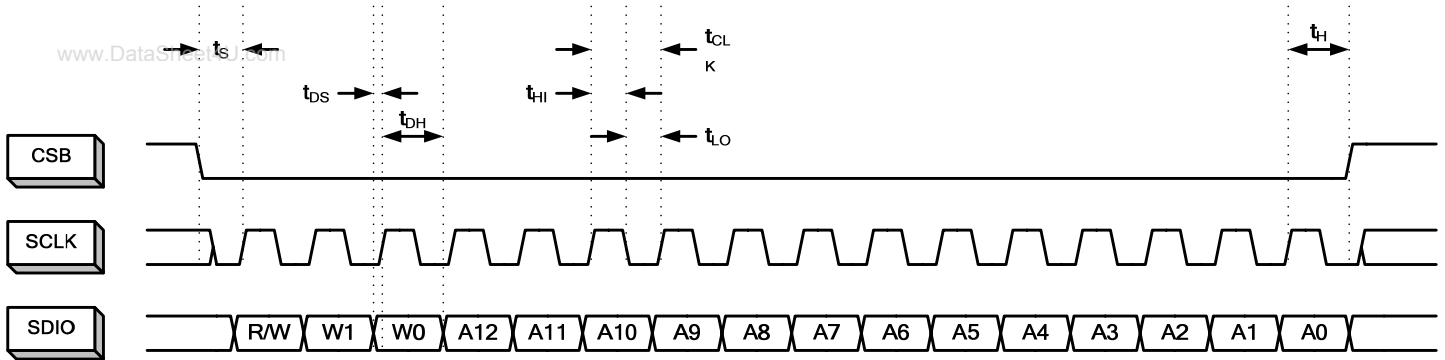 www.DataSheet4U.com
tS
tCL
K
tH
tDS
tHI
tDH
tLO
CSB
SCLK
SDIO R/W W1 W0 A12 A11 A10 A9 A8 A7 A6 A5 A4 A3 A2 A1 A0